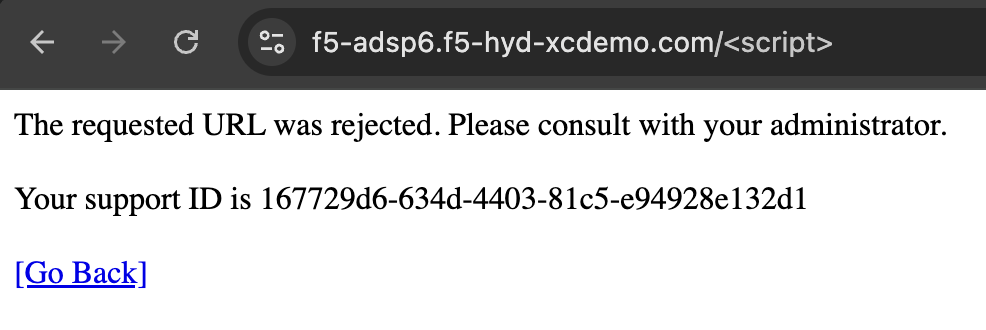 f5-adsp6.f5-hyd-xcdemo.com/<script>
The requested URL was rejected. Please consult with your administrator.
Your support ID is 167729d6-634d-4403-81c5-e94928e132d1
[Go Back]